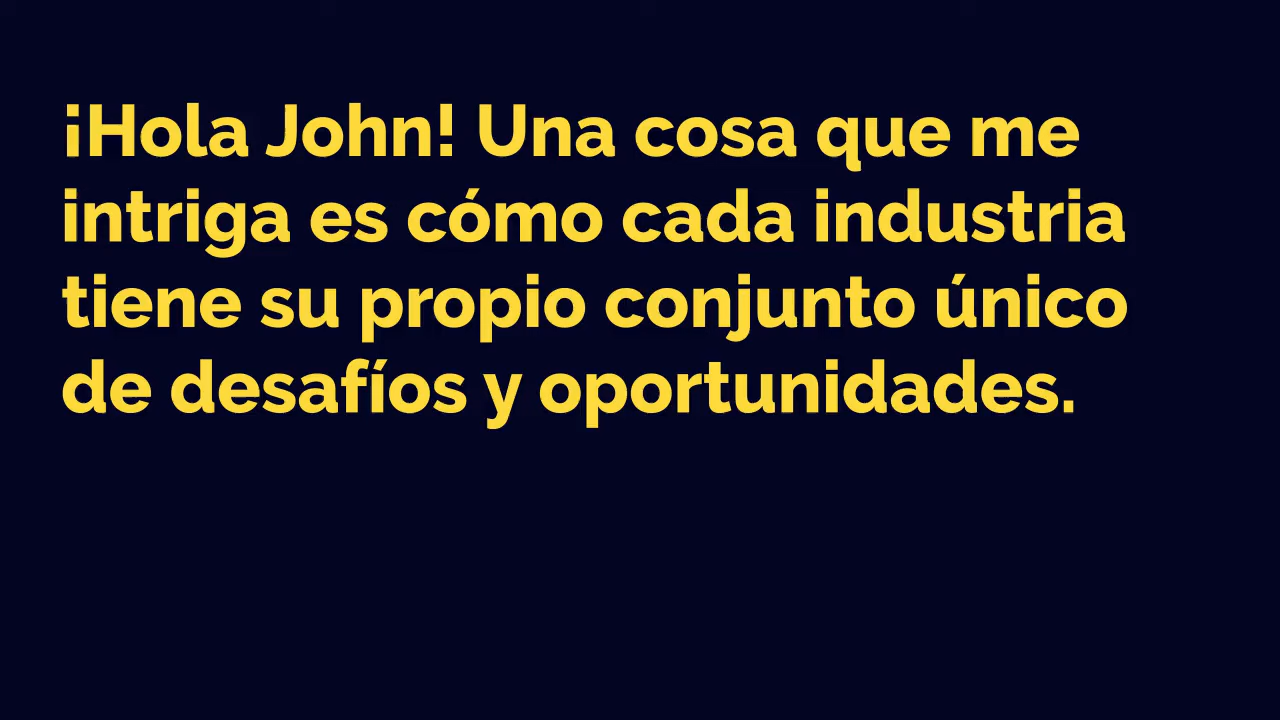 ¡Hola John! Una cosa que me
intriga es cómo cada industria
tiene su propio conjunto único
de desafíos y oportunidades.